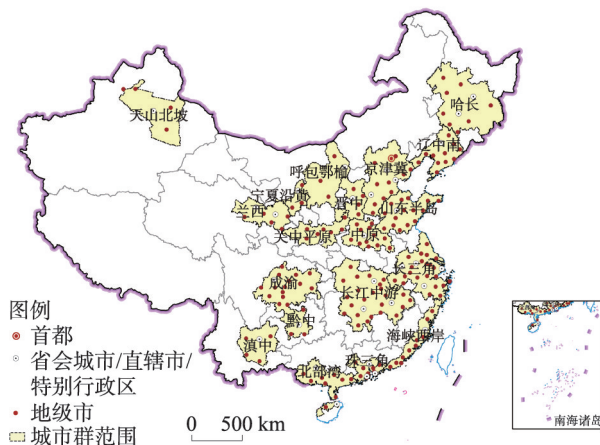 天山北坡
哈长
辽中南
呼包鄂榆
京津冀
宁夏沿黄
晋中
山东半岛
兰西
关中平原
中原
长三角
成渝
长江中游
黔中
海峡西岸
滇中
珠三角
北部湾
图例
首都
省会城市/直辖市/
特别行政区
地级市
城市群范围
0 500 km
南海诸岛